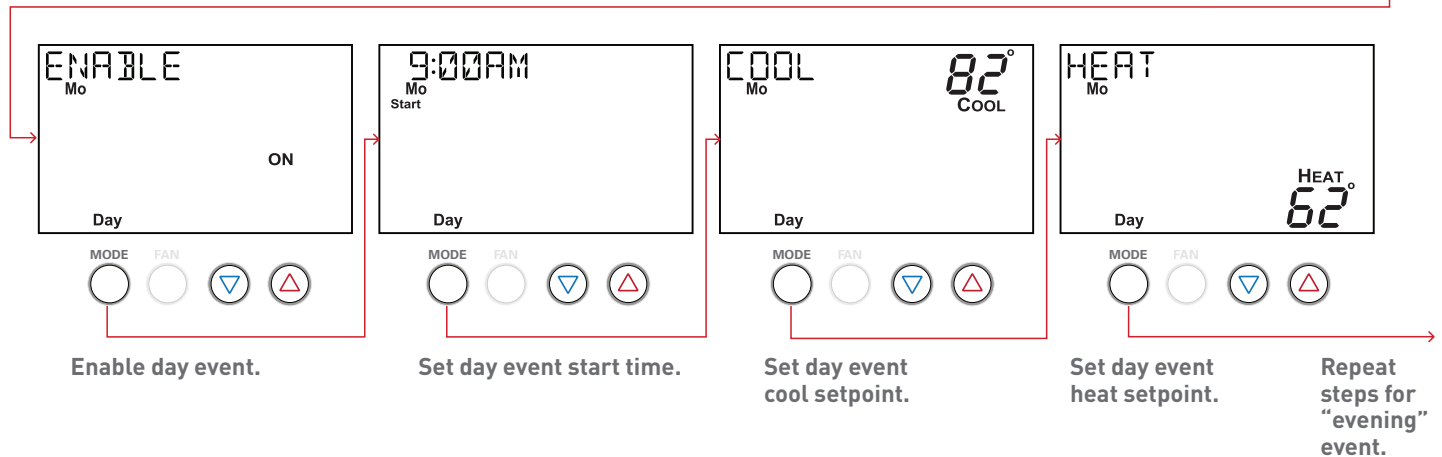 ENABLE
Mo
ON
Day
MODE FAN
Enable day event.
9:00AM
Mo
Start
Day
MODE FAN
Set day event start time.
COOL 82°
Mo COOL
Day
MODE FAN
Set day event
cool setpoint.
HEAT
Mo
HEAT
Day 62°
MODE FAN
Set day event
heat setpoint.
Repeat
steps for
“evening”
event.